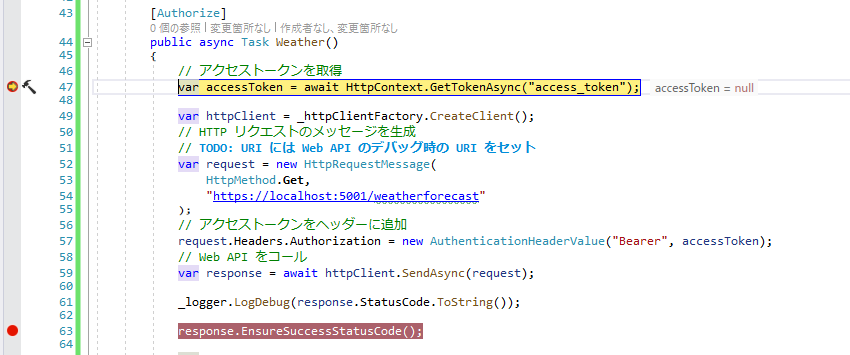 43 [Authorize]
0 個の参照 | 変更箇所なし | 作成者なし、変更箇所なし
44 public async Task Weather()
45 {
46 // アクセストークンを取得
47 var accessToken = await HttpContext.GetTokenAsync("access_token"); accessToken = null
48
49 var httpClient = _httpClientFactory.CreateClient();
50 // HTTP リクエストのメッセージを生成
51 // TODO: URI には Web API のデバッグ時の URI をセット
52 var request = new HttpRequestMessage(
53 HttpMethod.Get,
54 "https://localhost:5001/weatherforecast"
55 );
56 // アクセストークンをヘッダーに追加
57 request.Headers.Authorization = new AuthenticationHeaderValue("Bearer", accessToken);
58 // Web API をコール
59 var response = await httpClient.SendAsync(request);
60
61 _logger.LogDebug(response.StatusCode.ToString());
62
63 response.EnsureSuccessStatusCode();
64